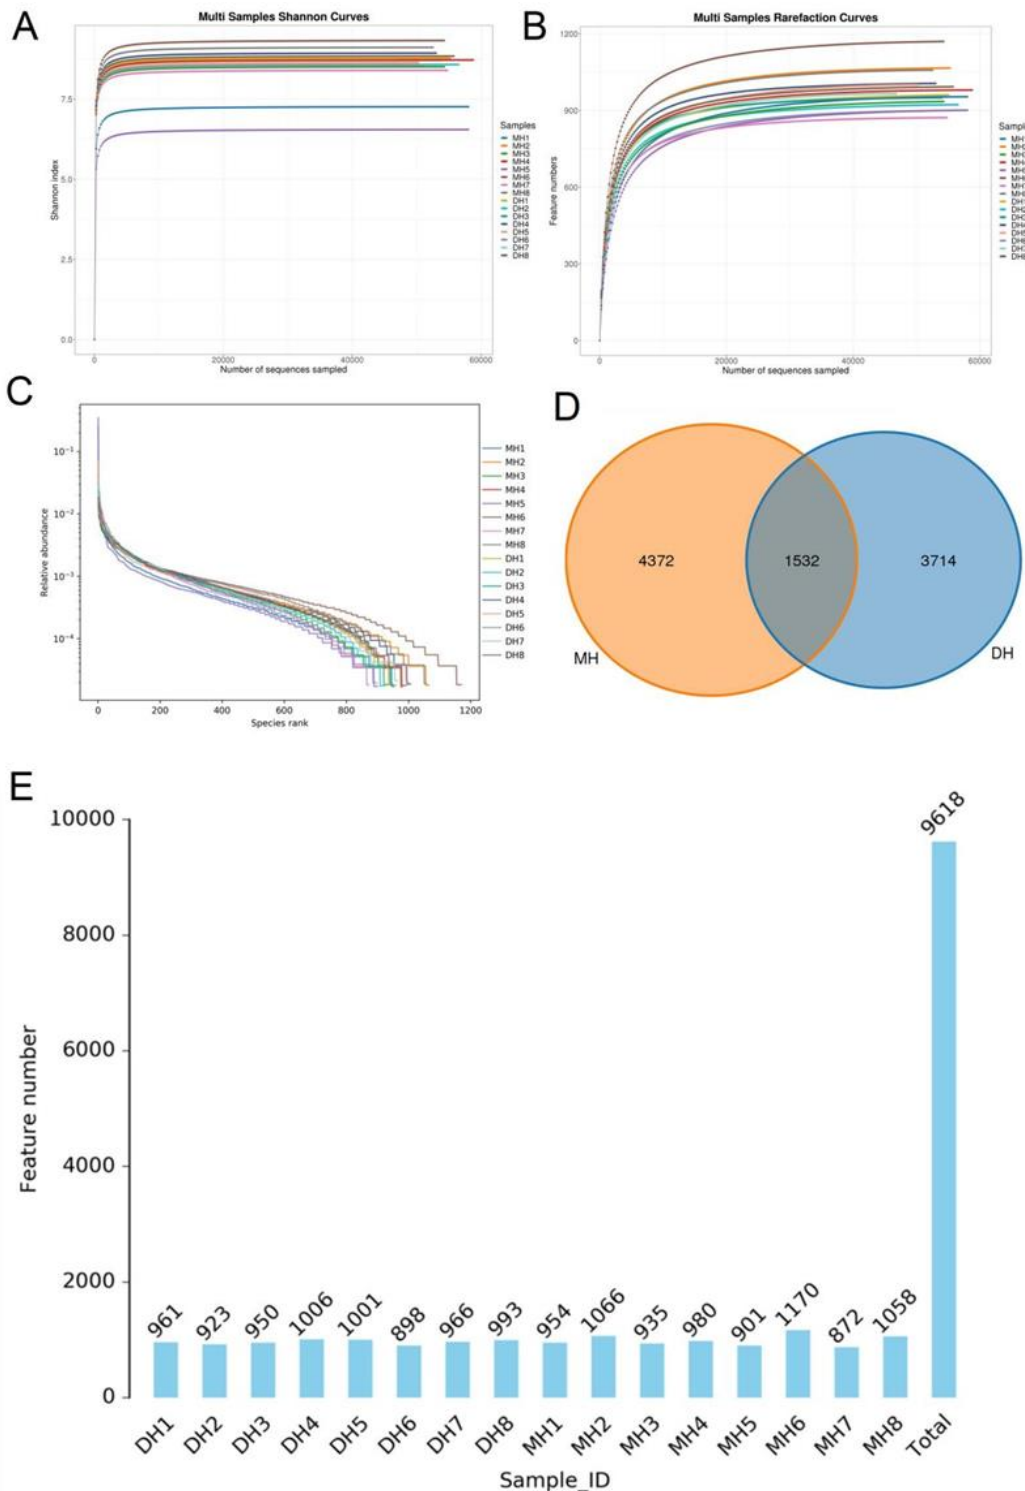 A
Multi Samples Shannon Curves
7.5
5.0
2.5
0.0
Shannon index
0
20000
40000
60000
Number of sequences sampled
Samples
MH1
MH2
MH3
MH4
MH5
MH6
MH7
MH8
DH1
DH2
DH3
DH4
DH5
DH6
DH7
DH8
B
Multi Samples Rarefaction Curves
1200
900
600
300
0
Feature numbers
0
20000
40000
60000
Number of sequences sampled
Sampl
C
10⁻¹
10⁻²
10⁻³
10⁻⁴
Relative abundance
0
200
400
600
800
1000
1200
Species rank
MH1
MH2
MH3
MH4
MH5
MH6
MH7
MH8
DH1
DH2
DH3
DH4
DH5
DH6
DH7
DH8
D
4372
1532
3714
MH
DH
E
10000
8000
6000
4000
2000
0
Feature number
961
923
950
1006
1001
898
966
993
954
1066
935
980
901
1170
872
1058
9618
DH1
DH2
DH3
DH4
DH5
DH6
DH7
DH8
MH1
MH2
MH3
MH4
MH5
MH6
MH7
MH8
Total
Sample_ID